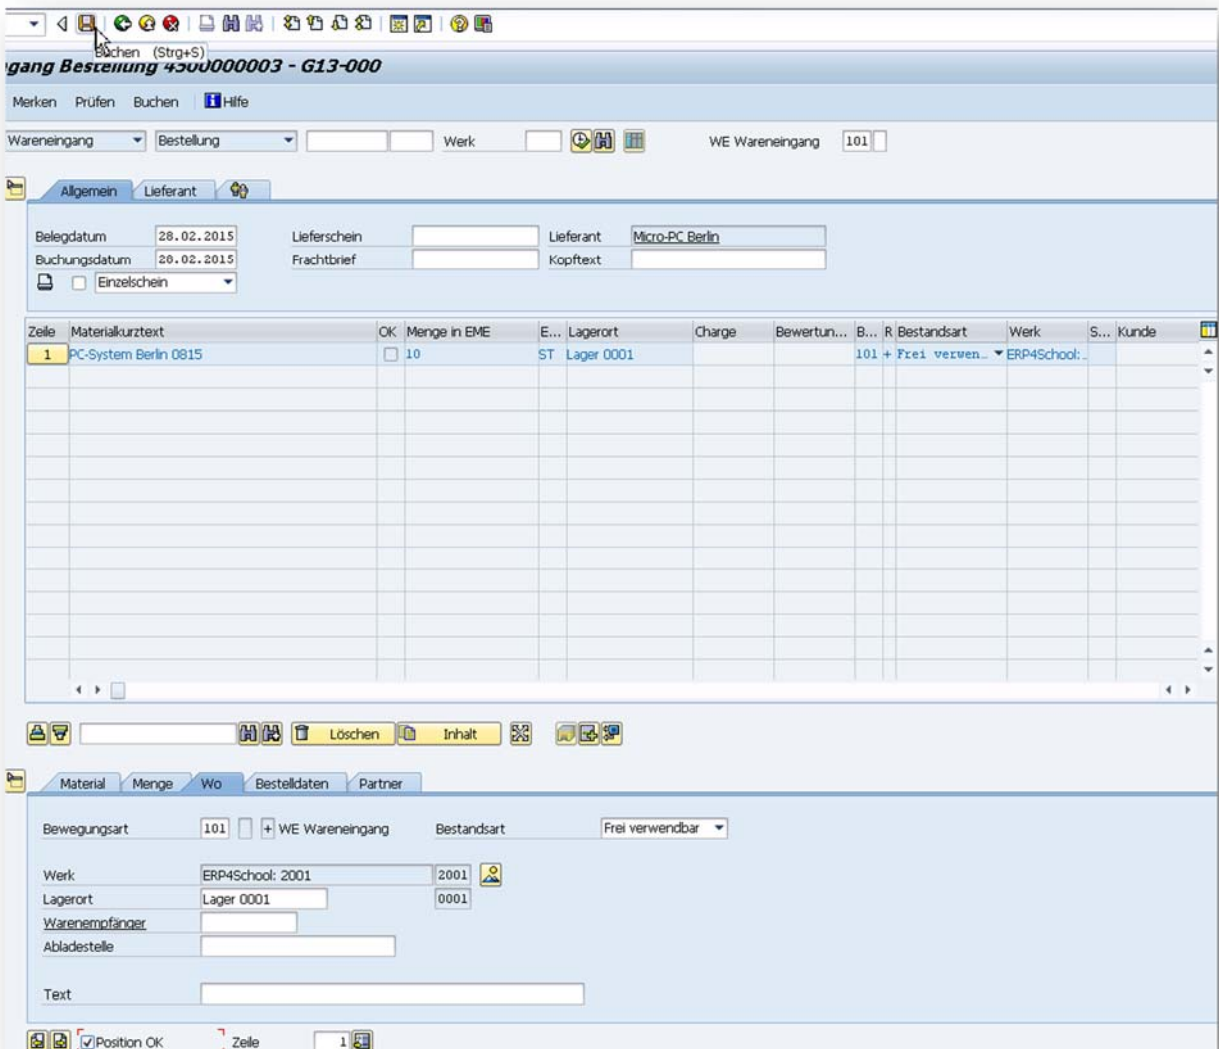 Buchen (Strg+S)
gang Bestellung 4500000003 - G13-000
Merken Prüfen Buchen Hilfe
Wareneingang Bestellung Werk WE Wareneingang 101
Allgemein Lieferant
Belegdatum 28.02.2015 Lieferschein Lieferant Micro-PC Berlin
Buchungsdatum 28.02.2015 Frachtbrief Kopftext
Einzelschein
Zeile Materialkurztext OK Menge in EME E... Lagerort Charge Bewertun... B... R Bestandsart Werk S... Kunde
1 PC-System Berlin 0815 10 ST Lager 0001 101 + Frei verwen... ERP4School: ..
Löschen Inhalt
Material Menge Wo Bestelldaten Partner
Bewegungsart 101 + WE Wareneingang Bestandsart Frei verwendbar
Werk ERP4School: 2001 2001
Lagerort Lager 0001 0001
Warenempfänger
Abladestelle
Text
Position OK Zeile 1